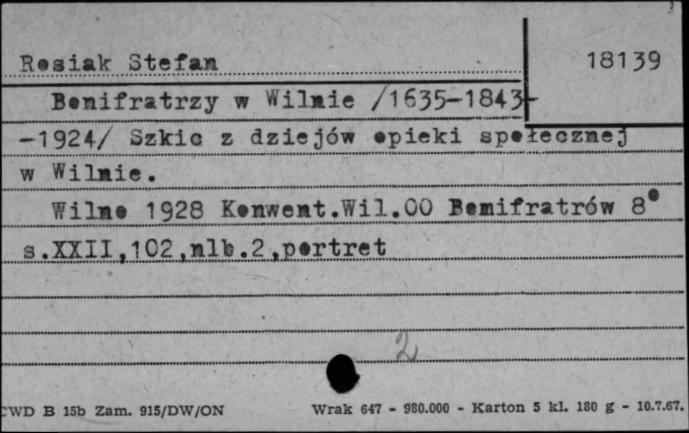 Rosiak Stefan
18139
Bonifratrzy w Wilnie /1635-1843-
-1924/ Szkic z dziejów opieki społecznej
w Wilnie.
Wilno 1928 Konwent.Wil.OO Bonifratrów 8°
s.XXII,102,nlb.2,portret
2
CWD B 15b Zam. 915/DW/ON
Wrak 647 - 980.000 - Karton 5 kl. 180 g - 10.7.67.